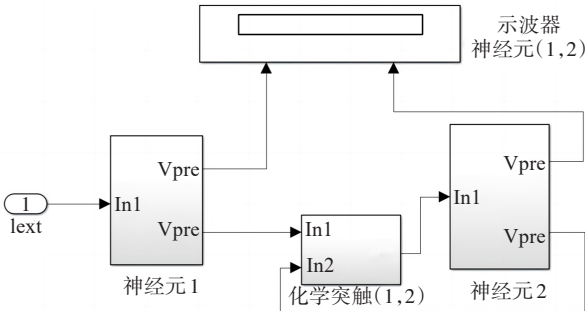 示波器
神经元(1,2)
Vpre
Vpre
1
In1
Iext
Vpre
Vpre
In1
In1
In2
神经元1
化学突触(1,2)
神经元2